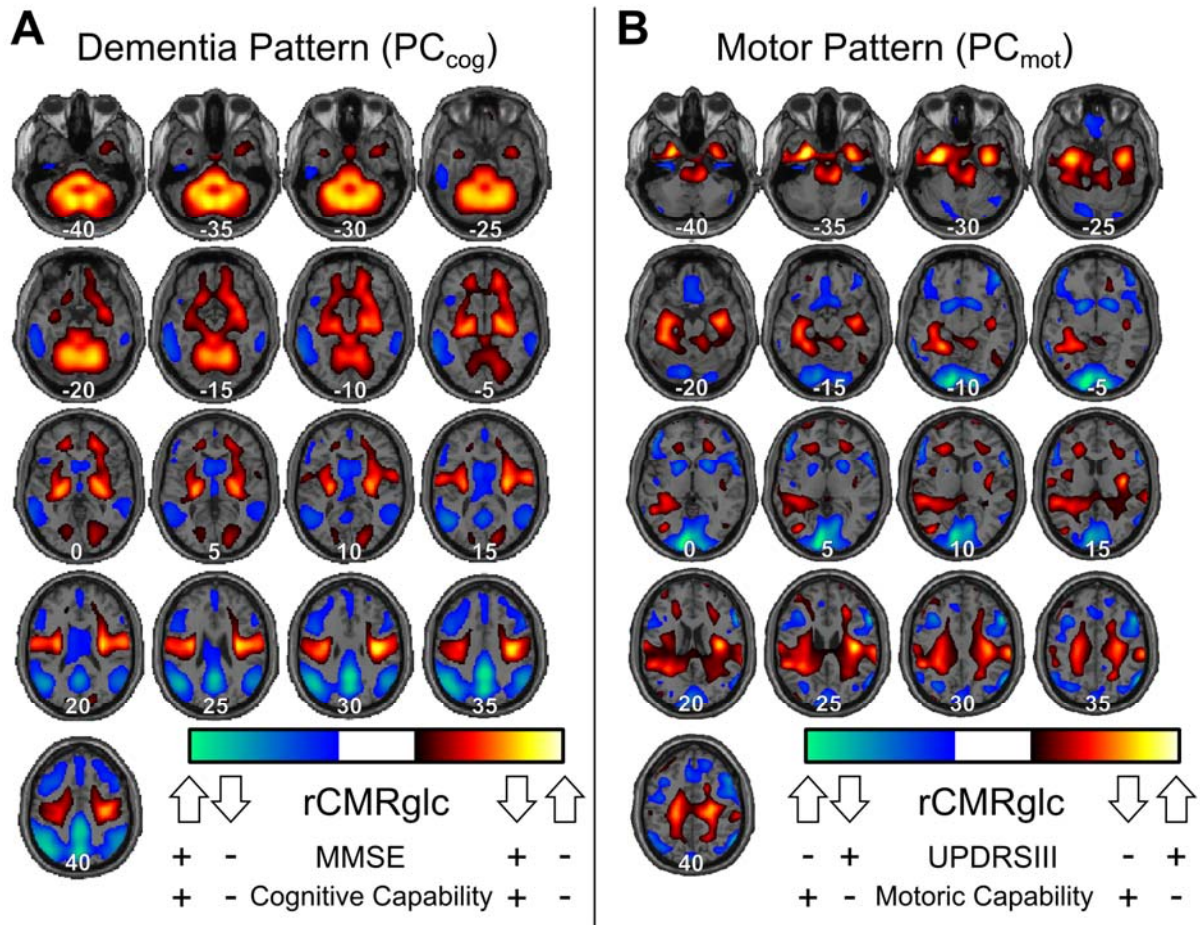 A
Dementia Pattern (PCcog)
-40 -35 -30 -25
-20 -15 -10 -5
0 5 10 15
20 25 30 35
40
rCMRglc
+ - MMSE + -
+ - Cognitive Capability + -
B
Motor Pattern (PCmot)
-40 -35 -30 -25
-20 -15 -10 -5
0 5 10 15
20 25 30 35
40
rCMRglc
- + UPDRSIII - +
+ - Motoric Capability + -